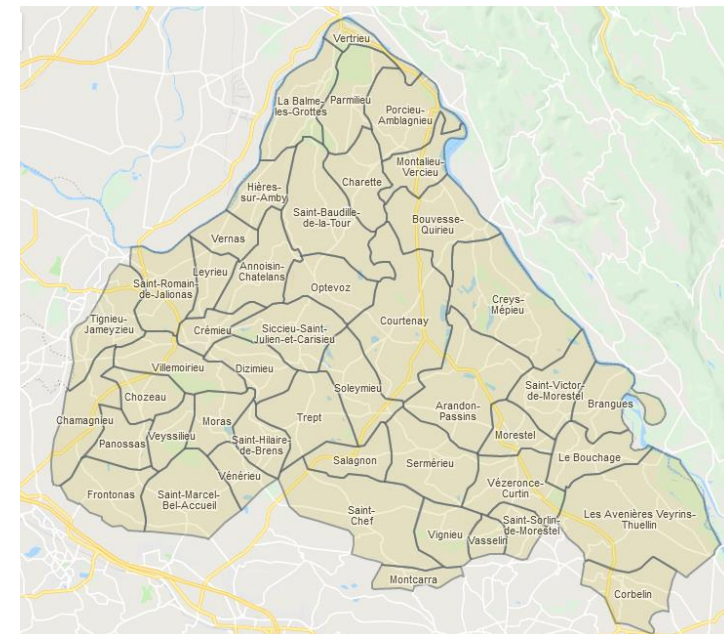 Vertrieu
La Balme-
les-Grottes
Parmilieu
Porcieu-
Amblagnieu
Montalieu-
Vercieu
Charette
Hières-
sur-Amby
Saint-Baudille-
de-la-Tour
Bouvesse-
Quirieu
Vernas
Leyrieu
Annoisin-
Chatelans
Optevoz
Saint-Romain-
de-Jalionas
Creys-
Mépieu
Tignieu-
Jameyzieu
Crémieu
Siccieu-Saint-
Julien-et-Carisieu
Courtenay
Villemoirieu
Dizimieu
Soleymieu
Saint-Victor-
de-Morestel
Brangues
Chozeau
Arandon-
Passins
Chamagnieu
Moras
Trept
Morestel
Panossas
Veyssilieu
Saint-Hilaire-
de-Brens
Le Bouchage
Salagnon
Sermérieu
Vénérieu
Frontonas
Saint-Marcel-
Bel-Accueil
Vézeronce-
Curtin
Saint-
Chef
Les Avenières Veyrins-
Thuellin
Saint-Sorlin-
de-Morestel
Vignieu
Vasselin
Montcarra
Corbelin